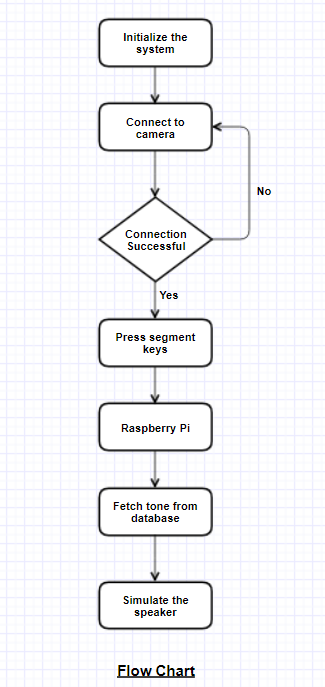 Initialize the
system
Connect to
camera
No
Connection
Successful
Yes
Press segment
keys
Raspberry Pi
Fetch tone from
database
Simulate the
speaker
Flow Chart